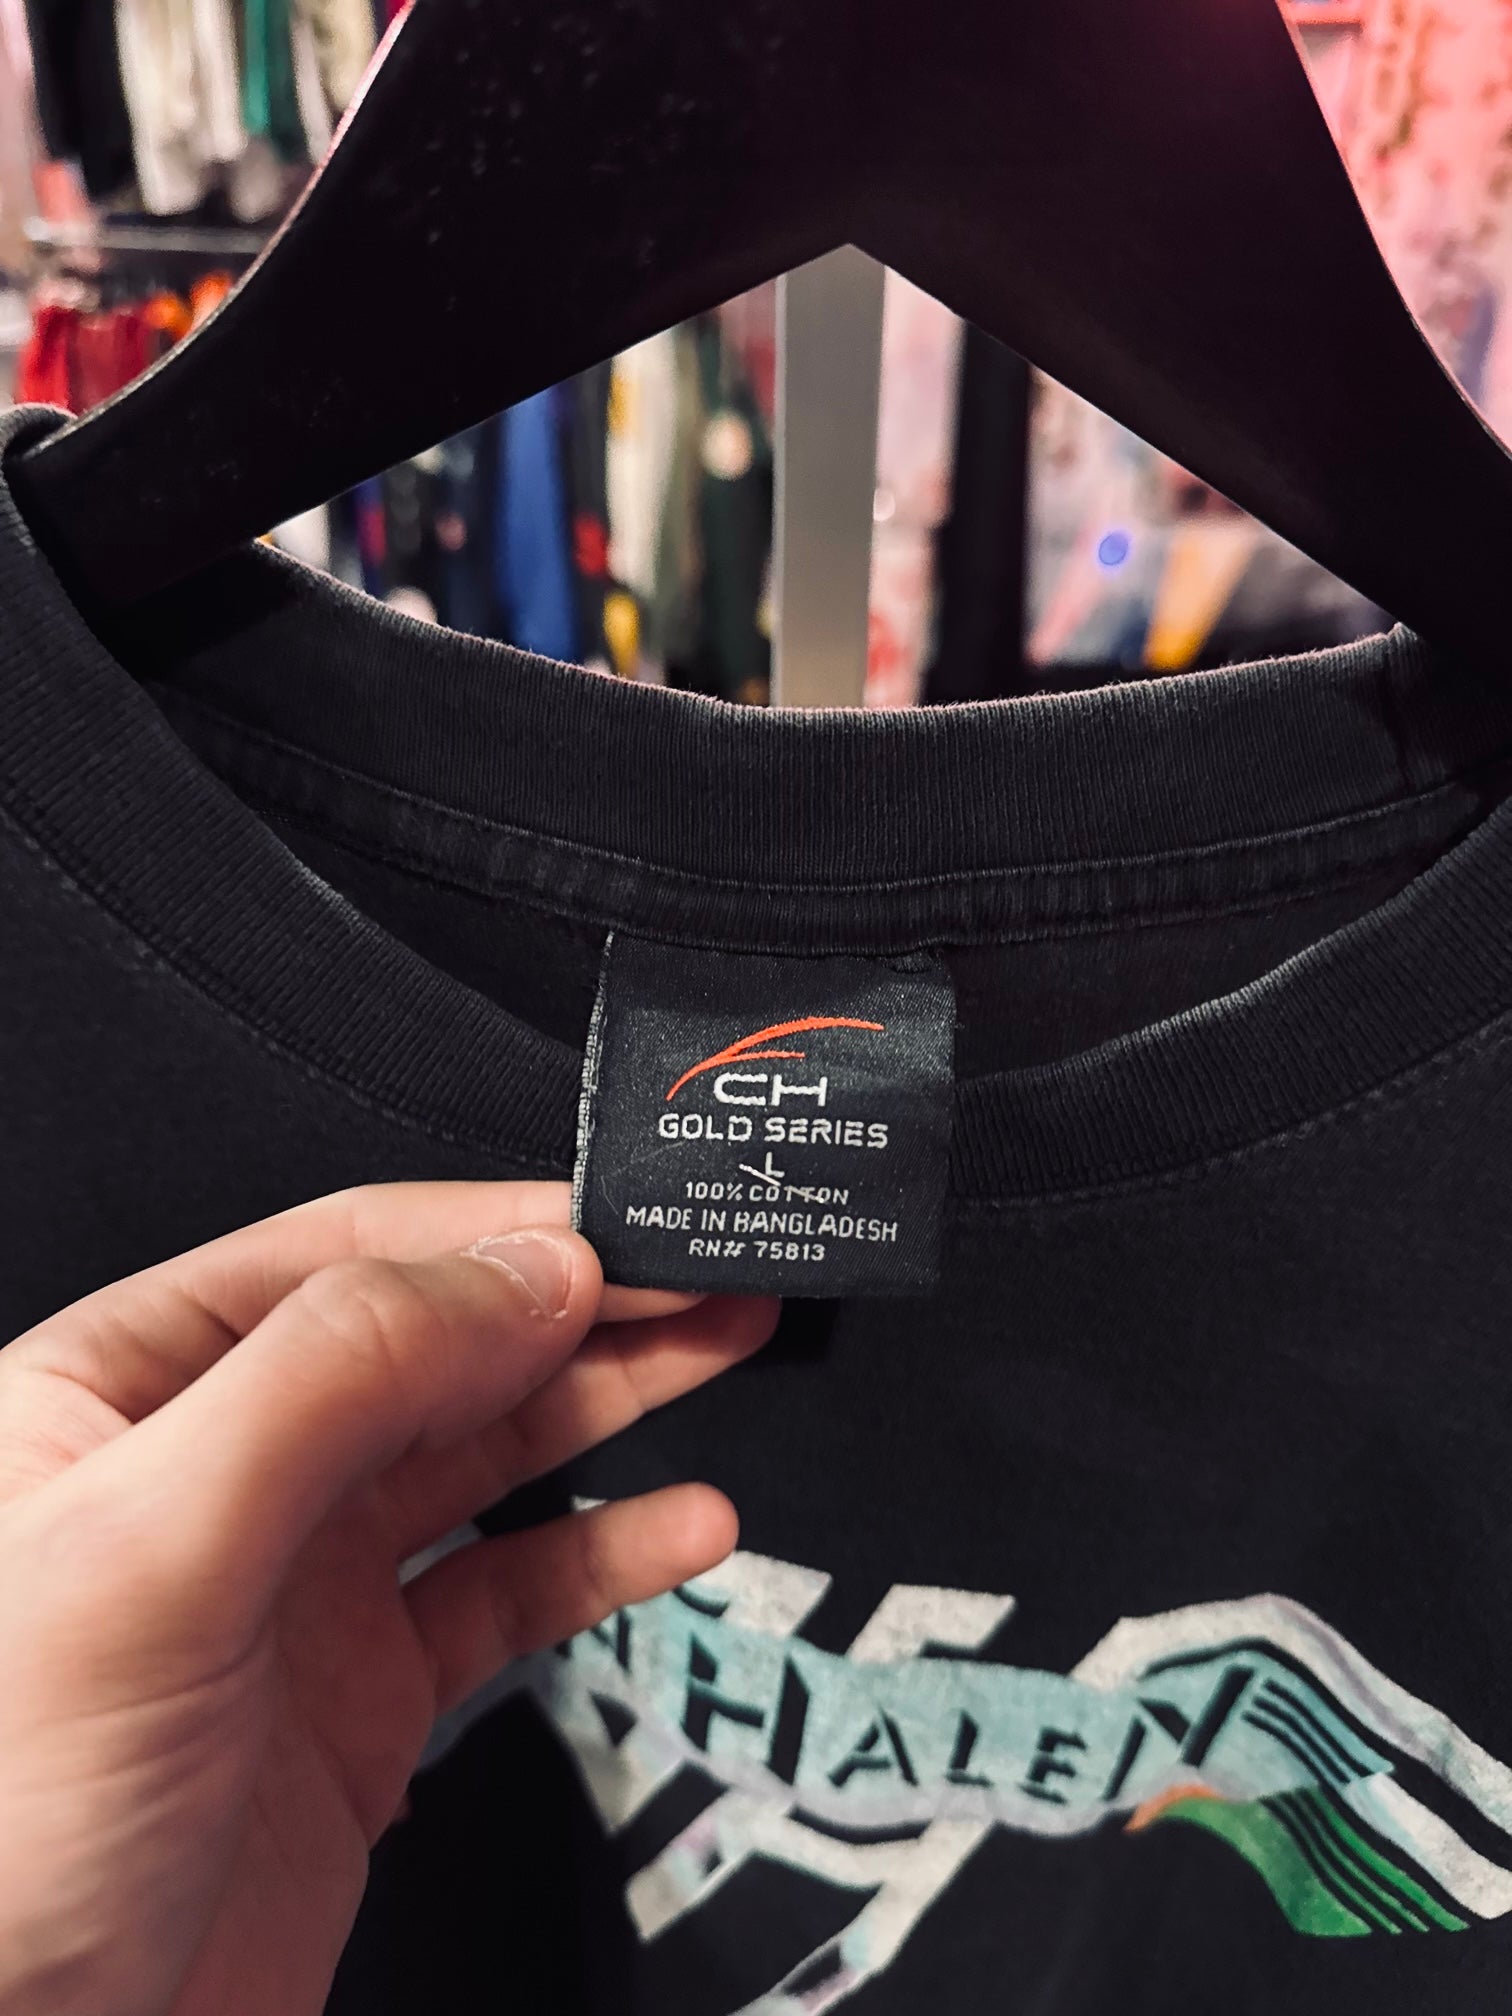 CH
GOLD SERIES
L
100% COTTON
MADE IN BANGLADESH
RN# 75813
HALEN